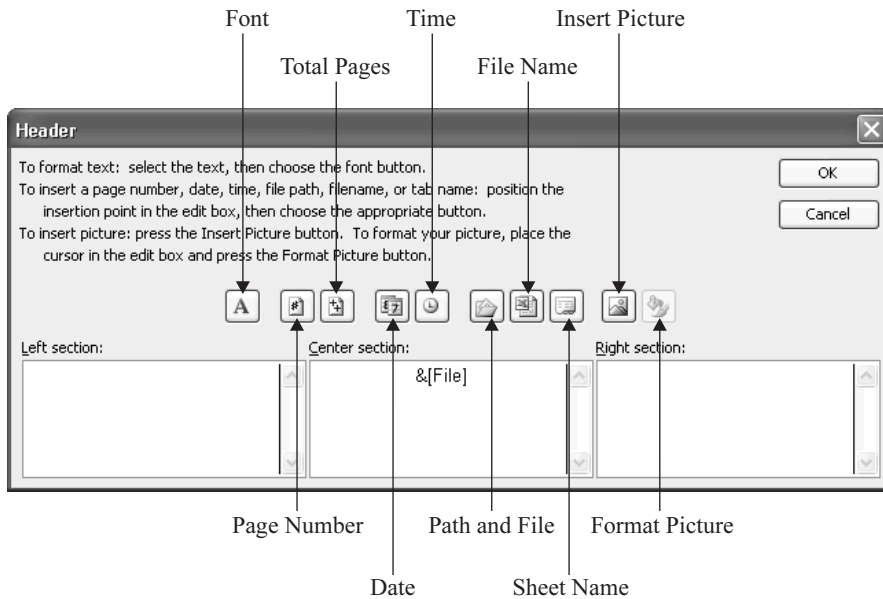 Font Time Insert Picture
Total Pages File Name
Header
To format text: select the text, then choose the font button.
To insert a page number, date, time, file path, filename, or tab name: position the
insertion point in the edit box, then choose the appropriate button.
To insert picture: press the Insert Picture button. To format your picture, place the
cursor in the edit box and press the Format Picture button.
OK
Cancel
A
Left section: Center section: Right section:
&[File]
Page Number Path and File Format Picture
Date Sheet Name